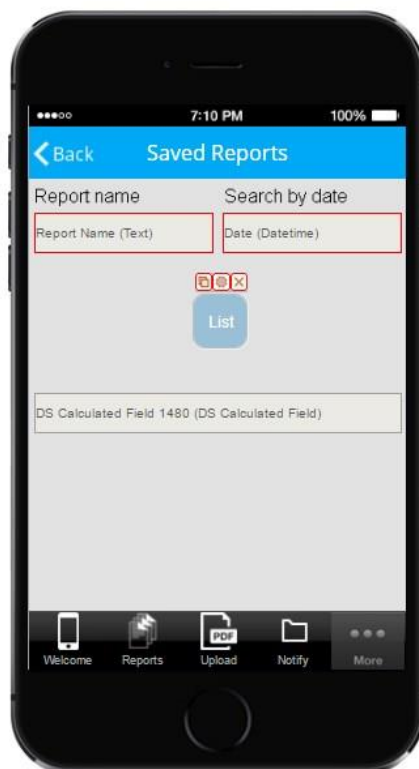 7:10 PM 100%
Back Saved Reports
Report name Search by date
Report Name (Text) Date (Datetime)
List
DS Calculated Field 1480 (DS Calculated Field)
PDF
Welcome Reports Upload Notify More